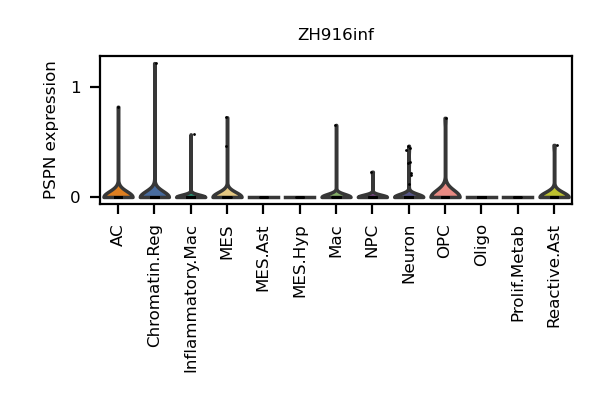 ZH916inf
PSPN expression
1
0
AC
Chromatin.Reg
Inflammatory.Mac
MES
MES.Ast
MES.Hyp
Mac
NPC
Neuron
OPC
Oligo
Prolif.Metab
Reactive.Ast